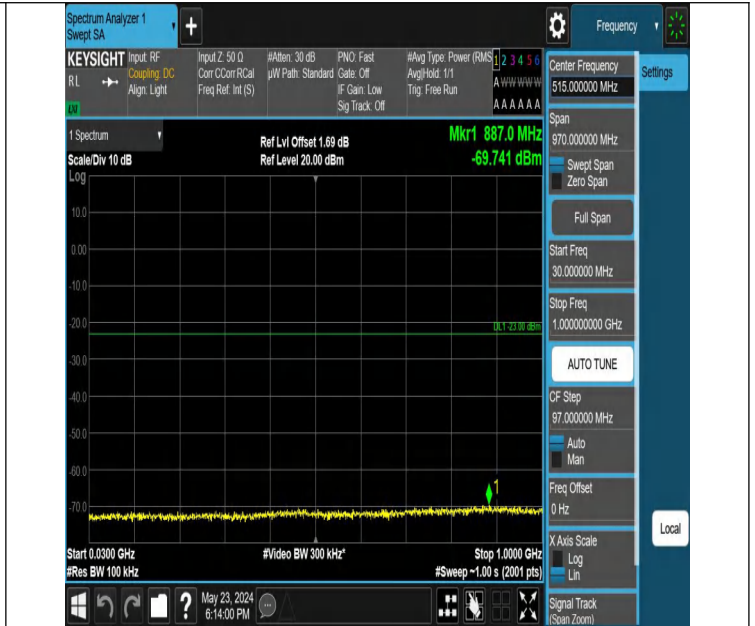 Spectrum Analyzer 1
Swept SA
Frequency
KEYSIGHT
Input: RF
Coupling: DC
Align: Light
Input Z: 50 Ω
Corr CCorr RCal
Freq Ref: Int (S)
#Atten: 30 dB
µW Path: Standard
PNO: Fast
Gate: Off
IF Gain: Low
Sig Track: Off
#Avg Type: Power (RMS
Avg|Hold: 1/1
Trig: Free Run
1 2 3 4 5 6
A W W W W W
A A A A A A
RL
LXI
Center Frequency
515.000000 MHz
Settings
Span
970.000000 MHz
Swept Span
Zero Span
Full Span
Start Freq
30.000000 MHz
Stop Freq
1.000000000 GHz
AUTO TUNE
CF Step
97.000000 MHz
Auto
Man
Freq Offset
0 Hz
X Axis Scale
Log
Lin
Signal Track
(Span Zoom)
Local
1 Spectrum
Scale/Div 10 dB
Log
Ref Lvl Offset 1.69 dB
Ref Level 20.00 dBm
Mkr1 887.0 MHz
-69.741 dBm
10.0
0.00
-10.0
-20.0
DL1 -23.00 dBm
-30.0
-40.0
-50.0
-60.0
1
-70.0
Start 0.0300 GHz
#Video BW 300 kHz*
Stop 1.0000 GHz
#Res BW 100 kHz
#Sweep ~1.00 s (2001 pts)
May 23, 2024
6:14:00 PM